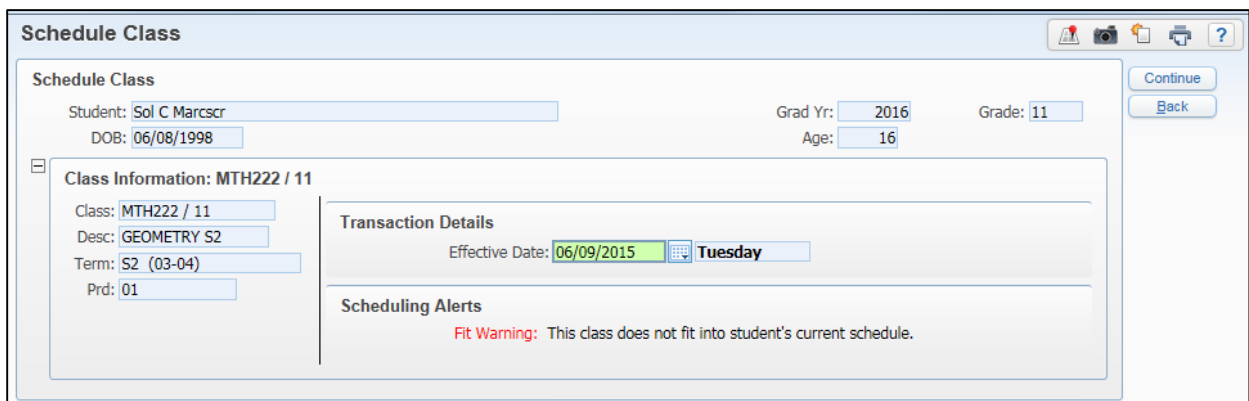 Schedule Class
?
Continue
Back
Schedule Class
Student: Sol C Marcscr Grad Yr: 2016 Grade: 11
DOB: 06/08/1998 Age: 16
Class Information: MTH222 / 11
Class: MTH222 / 11
Desc: GEOMETRY S2
Term: S2 (03-04)
Prd: 01
Transaction Details
Effective Date: 06/09/2015 Tuesday
Scheduling Alerts
Fit Warning: This class does not fit into student's current schedule.